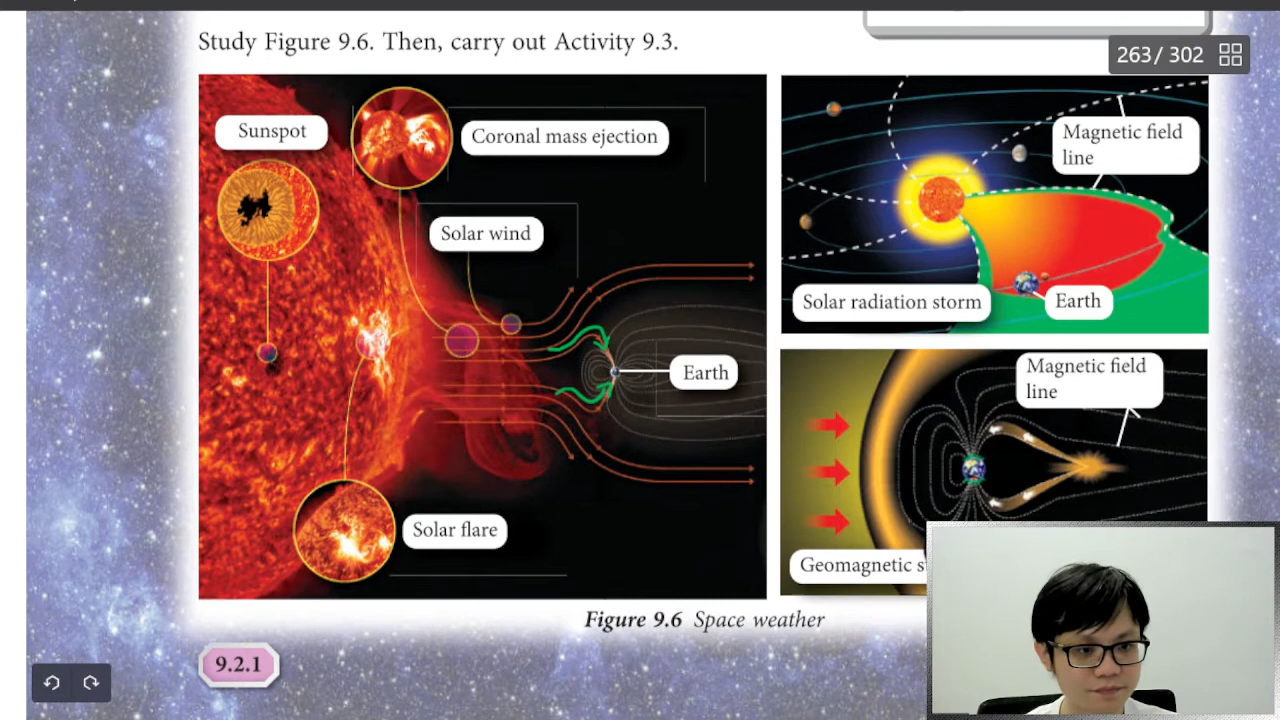 Study Figure 9.6. Then, carry out Activity 9.3.
263/ 302
Sunspot
Coronal mass ejection
Solar wind
Earth
Solar flare
Magnetic field
line
Solar radiation storm
Earth
Magnetic field
line
Geomagnetic
Figure 9.6 Space weather
9.2.1